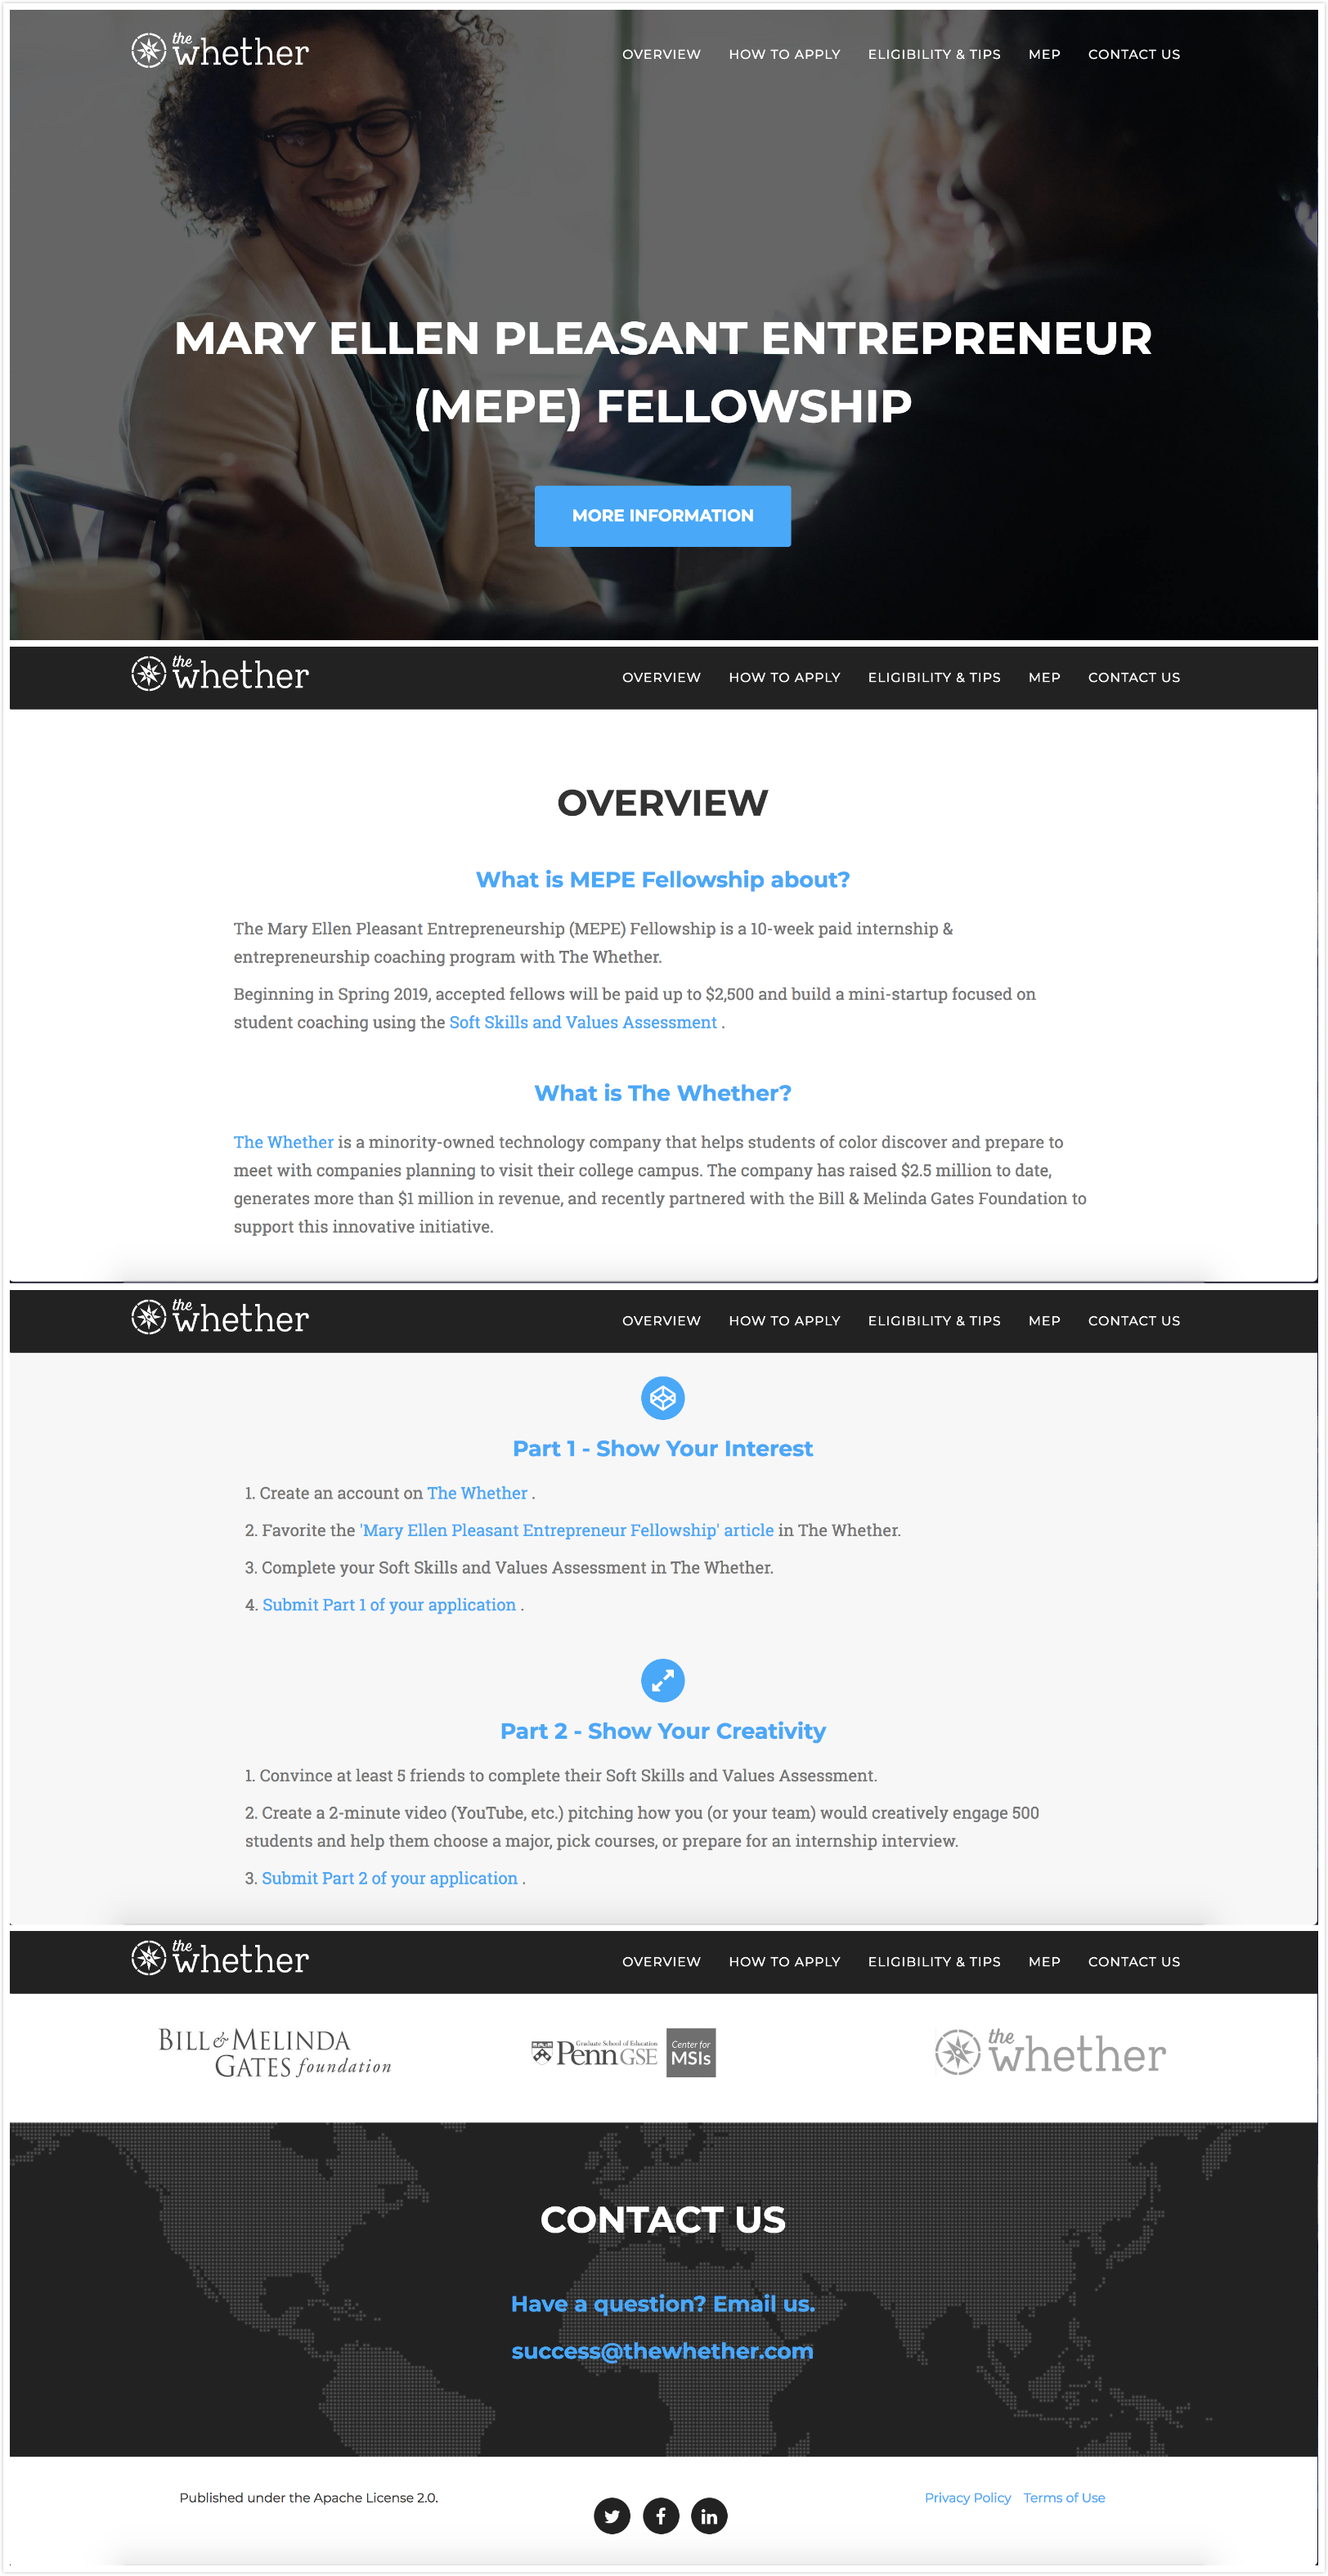 the
whether
OVERVIEW HOW TO APPLY ELIGIBILITY & TIPS MEP CONTACT US
MARY ELLEN PLEASANT ENTREPRENEUR
(MEPE) FELLOWSHIP
MORE INFORMATION
the
whether
OVERVIEW HOW TO APPLY ELIGIBILITY & TIPS MEP CONTACT US
OVERVIEW
What is MEPE Fellowship about?
The Mary Ellen Pleasant Entrepreneurship (MEPE) Fellowship is a 10-week paid internship &
entrepreneurship coaching program with The Whether.
Beginning in Spring 2019, accepted fellows will be paid up to $2,500 and build a mini-startup focused on
student coaching using the Soft Skills and Values Assessment .
What is The Whether?
The Whether is a minority-owned technology company that helps students of color discover and prepare to
meet with companies planning to visit their college campus. The company has raised $2.5 million to date,
generates more than $1 million in revenue, and recently partnered with the Bill & Melinda Gates Foundation to
support this innovative initiative.
the
whether
OVERVIEW HOW TO APPLY ELIGIBILITY & TIPS MEP CONTACT US
Part 1 - Show Your Interest
1. Create an account on The Whether .
2. Favorite the 'Mary Ellen Pleasant Entrepreneur Fellowship' article in The Whether.
3. Complete your Soft Skills and Values Assessment in The Whether.
4. Submit Part 1 of your application .
Part 2 - Show Your Creativity
1. Convince at least 5 friends to complete their Soft Skills and Values Assessment.
2. Create a 2-minute video (YouTube, etc.) pitching how you (or your team) would creatively engage 500
students and help them choose a major, pick courses, or prepare for an internship interview.
3. Submit Part 2 of your application .
the
whether
OVERVIEW HOW TO APPLY ELIGIBILITY & TIPS MEP CONTACT US
BILL & MELINDA
GATES foundation
Graduate School of Education
Penn GSE
Center for
MSIs
the
whether
CONTACT US
Have a question? Email us.
success@thewhether.com
Published under the Apache License 2.0.
Privacy Policy Terms of Use